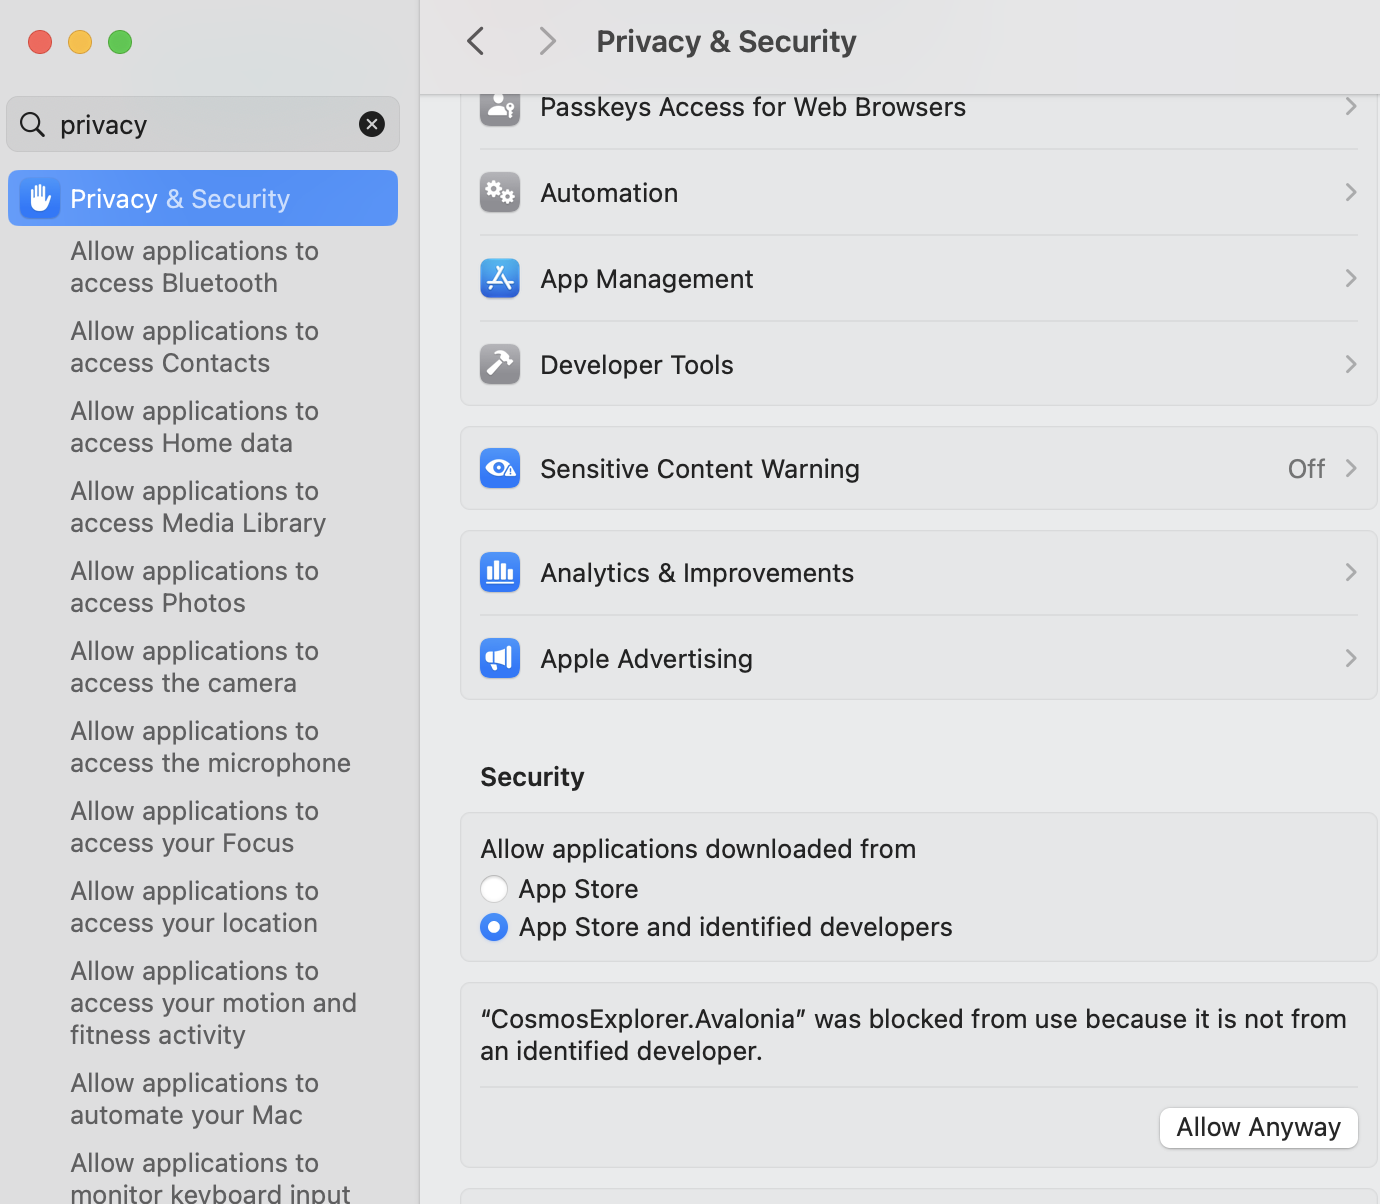 privacy
Privacy & Security
Allow applications to
access Bluetooth
Allow applications to
access Contacts
Allow applications to
access Home data
Allow applications to
access Media Library
Allow applications to
access Photos
Allow applications to
access the camera
Allow applications to
access the microphone
Allow applications to
access your Focus
Allow applications to
access your location
Allow applications to
access your motion and
fitness activity
Allow applications to
automate your Mac
Allow applications to
monitor keyboard input
Privacy & Security
Passkeys Access for Web Browsers
Automation
App Management
Developer Tools
Sensitive Content Warning Off
Analytics & Improvements
Apple Advertising
Security
Allow applications downloaded from
App Store
App Store and identified developers
“CosmosExplorer.Avalonia” was blocked from use because it is not from
an identified developer.
Allow Anyway